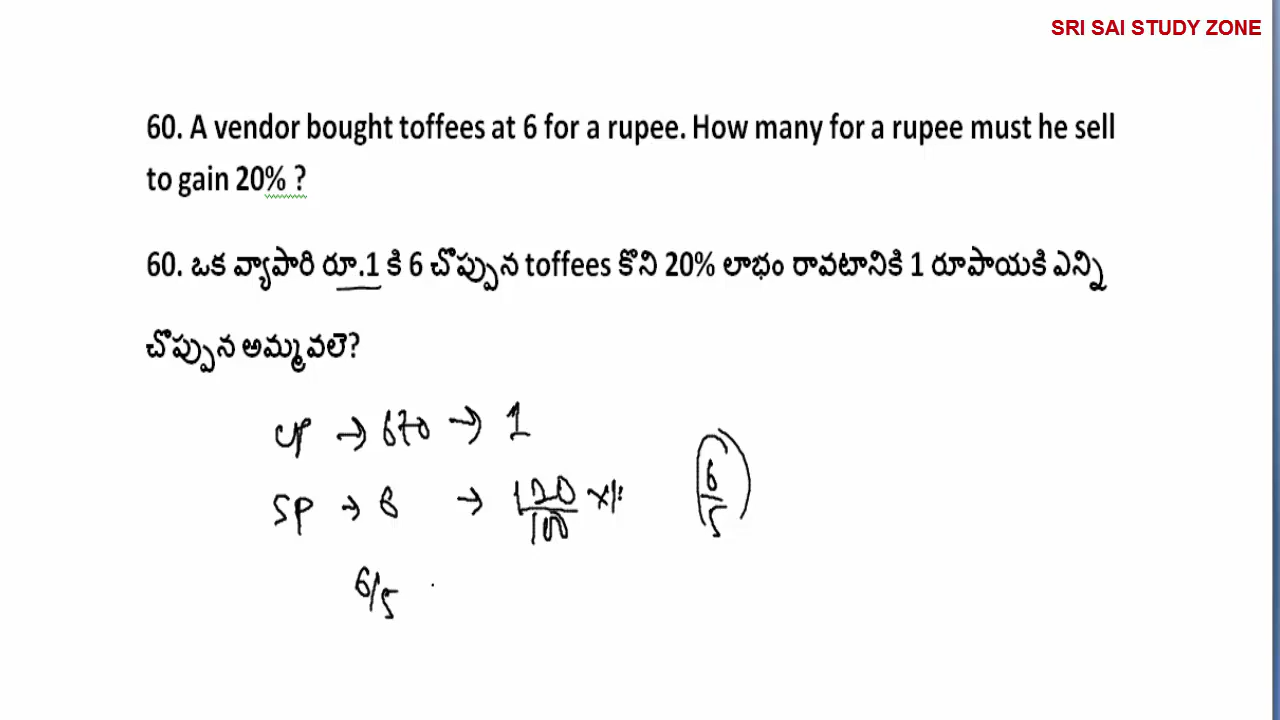 SRI SAI STUDY ZONE
60. A vendor bought toffees at 6 for a rupee. How many for a rupee must he sell
to gain 20% ?
60. ఒక వ్యాపారి రూ.1 కి 6 చొప్పున toffees కొని 20% లాభం రావటానికి 1 రూపాయకి ఎన్ని
చొప్పున అమ్మవలె?
CP → 6 → 1
SP → 6 → 120/100 × 6/5
6/5